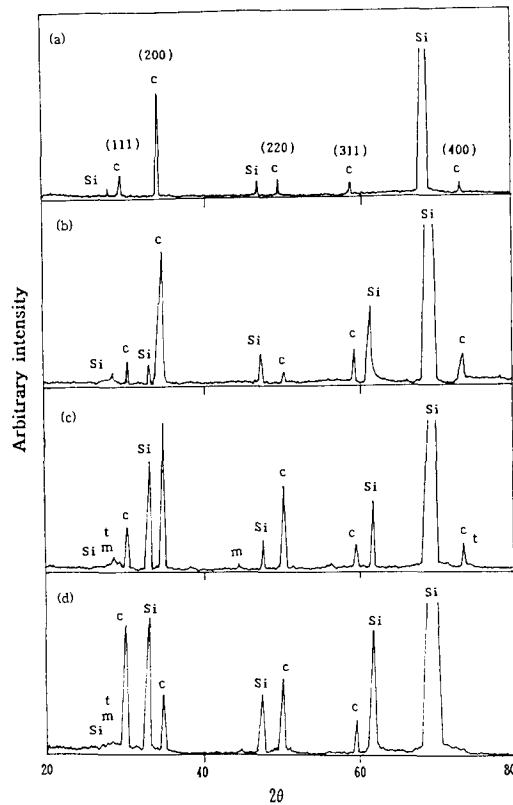 (a)
(200)
c
Si
(111)
c
Si
(220)
Si
c
(311)
c
(400)
c
(b)
c
Si
Si
c
Si
Si
c
c
Si
c
(c)
Si
Si
t
m
Si
c
m
Si
c
c
Si
c
t
(d)
c
Si
Si
t
m
Si
c
Si
c
c
Si
20
40
60
80
2θ
Arbitrary intensity